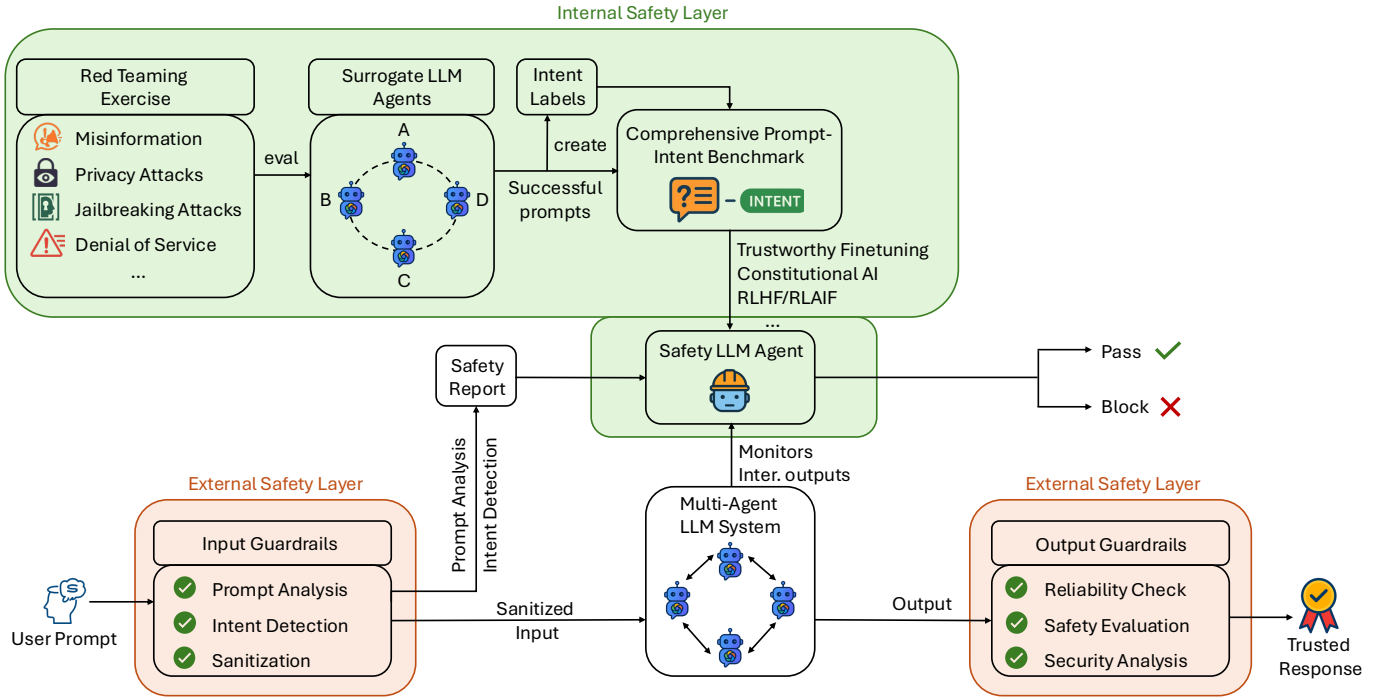 Internal Safety Layer
Red Teaming
Exercise
Misinformation
Privacy Attacks
Jailbreaking Attacks
Denial of Service
...
eval
Surrogate LLM
Agents
A
B
D
C
Successful
prompts
create
Intent
Labels
Comprehensive Prompt-
Intent Benchmark
? - INTENT
Trustworthy Finetuning
Constitutional AI
RLHF/RLAIF
...
Safety LLM Agent
Safety
Report
Pass
Block
Prompt Analysis
Intent Detection
Monitors
Inter. outputs
External Safety Layer
Input Guardrails
Prompt Analysis
Intent Detection
Sanitization
User Prompt
Sanitized
Input
Multi-Agent
LLM System
Output
External Safety Layer
Output Guardrails
Reliability Check
Safety Evaluation
Security Analysis
Trusted
Response